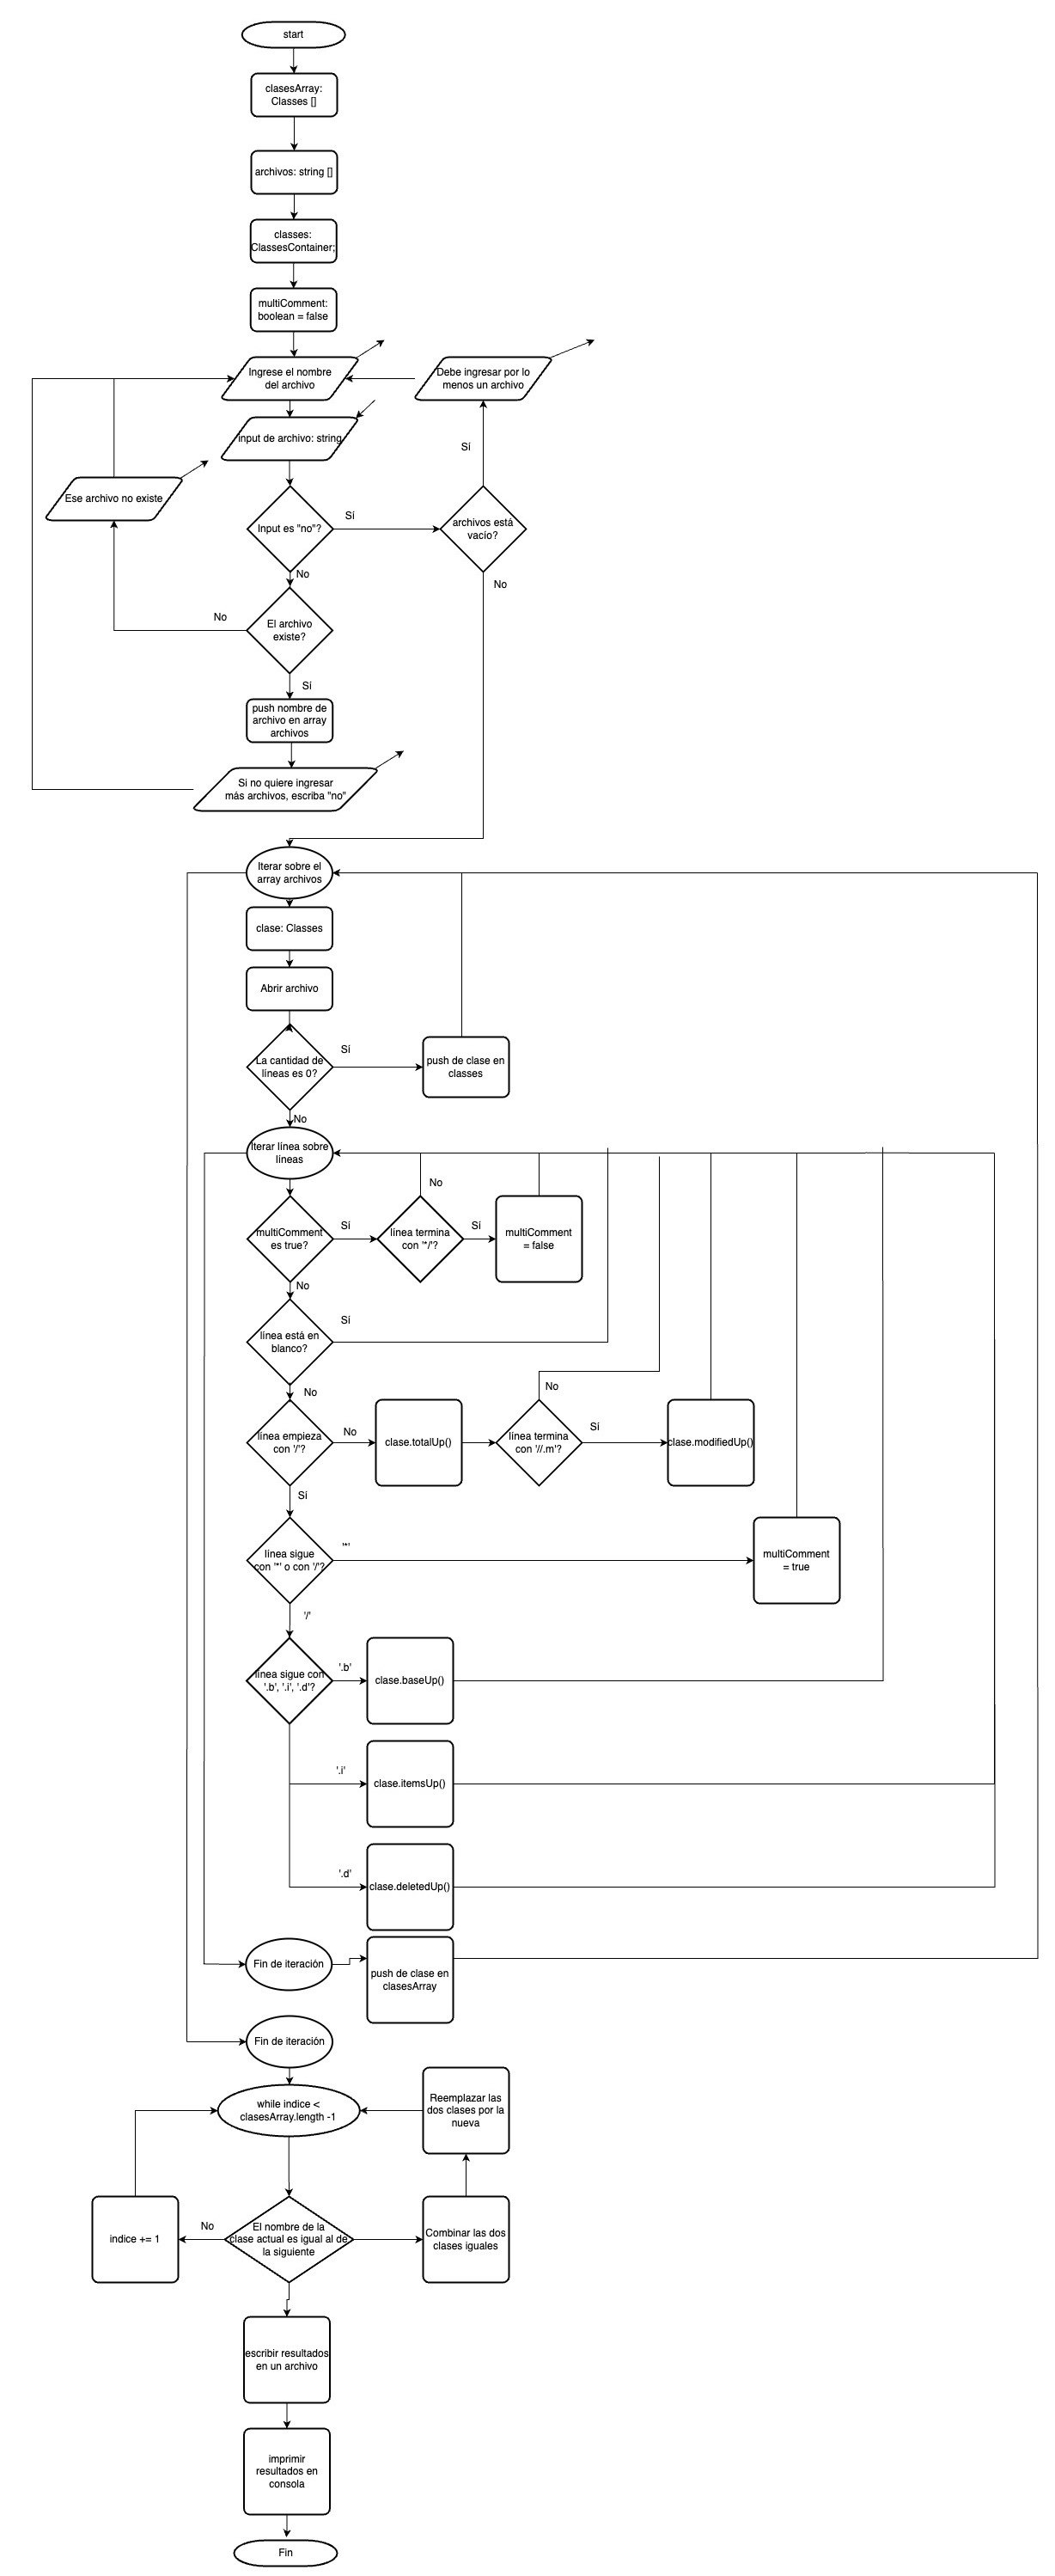 start
clasesArray:
Classes []
archivos: string []
classes:
ClassesContainer;
multiComment:
boolean = false
Ingrese el nombre
del archivo
Debe ingresar por lo
menos un archivo
input de archivo: string
Sí
Ese archivo no existe
Input es "no"?
Sí
archivos está
vacío?
No
No
El archivo
existe?
No
Sí
push nombre de
archivo en array
archivos
Si no quiere ingresar
más archivos, escriba "no"
Iterar sobre el
array archivos
clase: Classes
Abrir archivo
La cantidad de
líneas es 0?
Sí
push de clase en
classes
No
Iterar línea sobre
líneas
No
multiComment
es true?
Sí
línea termina
con '*/'?
Sí
multiComment
= false
No
línea está en
blanco?
Sí
No
No
línea empieza
con '/'?
No
clase.totalUp()
línea termina
con '//.m'?
Sí
clase.modifiedUp()
Sí
línea sigue
con '*' o con '/'?
'*'
multiComment
= true
'/'
línea sigue con
'.b', '.i', '.d'?
'.b'
clase.baseUp()
'.i'
clase.itemsUp()
'.d'
clase.deletedUp()
Fin de iteración
push de clase en
clasesArray
Fin de iteración
while indice <
clasesArray.length -1
Reemplazar las
dos clases por la
nueva
indice += 1
No
El nombre de la
clase actual es igual al de
la siguiente
Combinar las dos
clases iguales
escribir resultados
en un archivo
imprimir
resultados en
consola
Fin